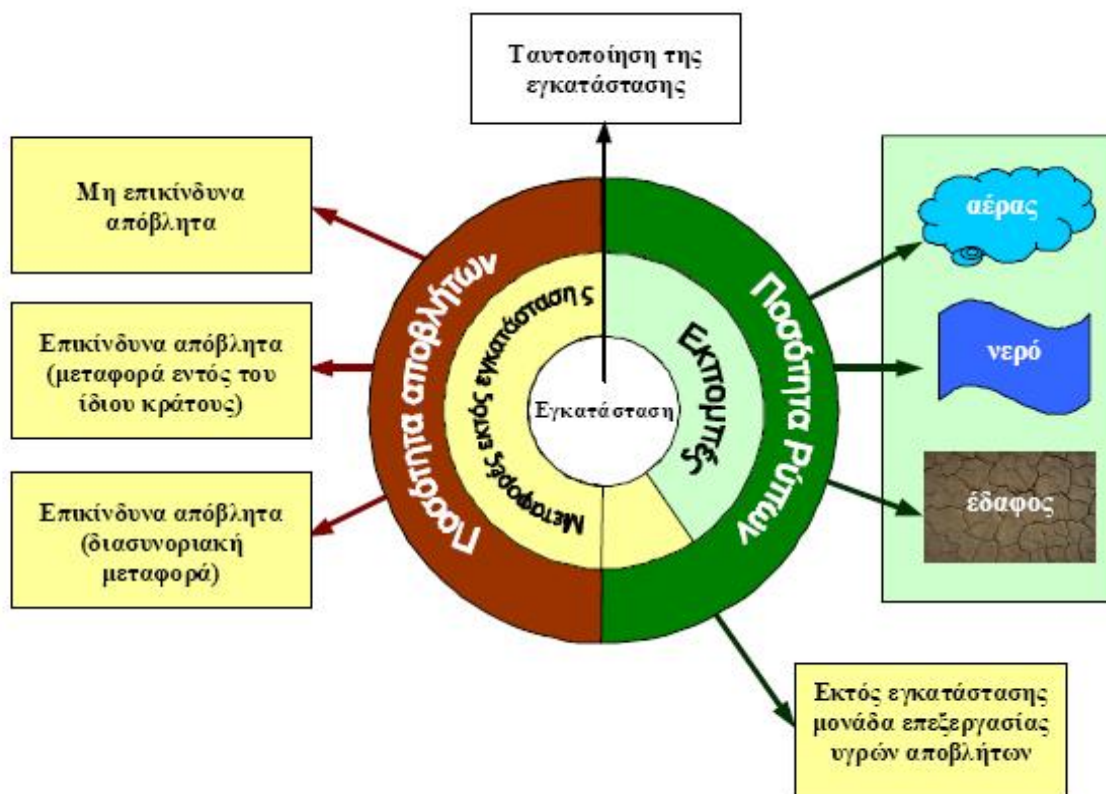 Ταυτοποίηση της
εγκατάστασης
Μη επικίνδυνα
απόβλητα
Επικίνδυνα απόβλητα
(μεταφορά εντός του
ίδιου κράτους)
Επικίνδυνα απόβλητα
(διασυνοριακή
μεταφορά)
Ποσότητα αποβλήτων
Μεταφορές εκτός εγκατάσταση ς
Εγκατάσταση
Εκπομπές
Ποσότητα Ρύπων
αέρας
νερό
έδαφος
Εκτός εγκατάστασης
μονάδα επεξεργασίας
υγρών αποβλήτων